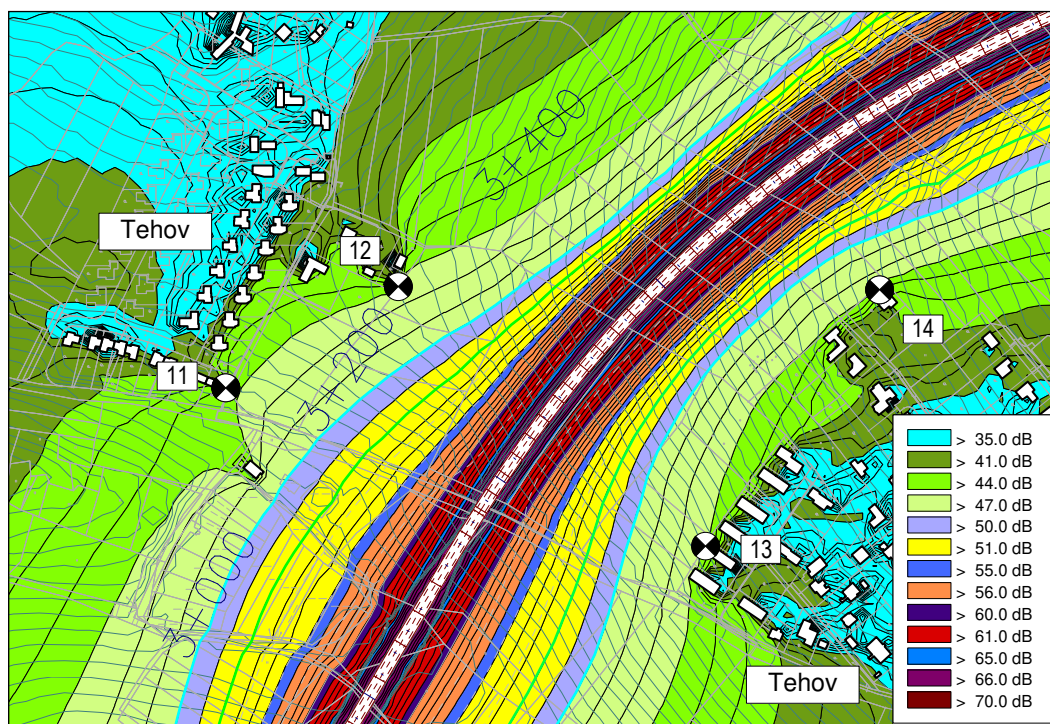 3+400
Tehov
12
14
3+200
11
13
3+000
Tehov
> 35.0 dB
> 41.0 dB
> 44.0 dB
> 47.0 dB
> 50.0 dB
> 51.0 dB
> 55.0 dB
> 56.0 dB
> 60.0 dB
> 61.0 dB
> 65.0 dB
> 66.0 dB
> 70.0 dB